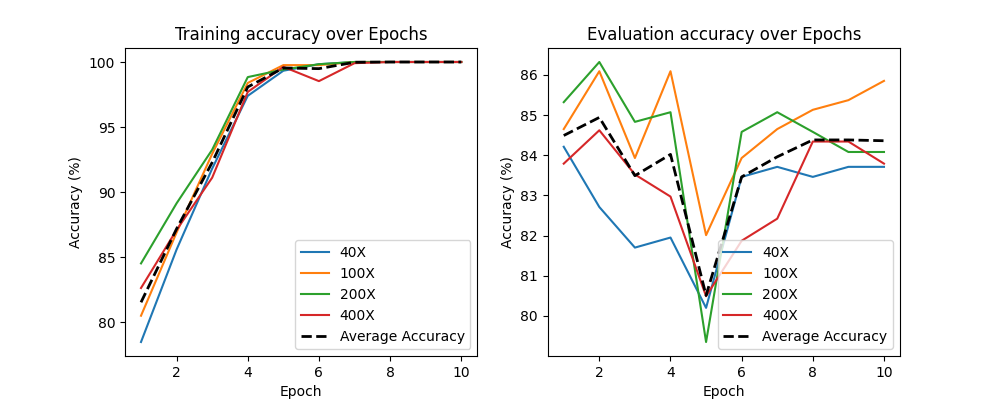 Training accuracy over Epochs
Accuracy (%)
100
95
90
85
80
2
4
6
8
10
Epoch
40X
100X
200X
400X
Average Accuracy
Evaluation accuracy over Epochs
Accuracy (%)
86
85
84
83
82
81
80
2
4
6
8
10
Epoch
40X
100X
200X
400X
Average Accuracy